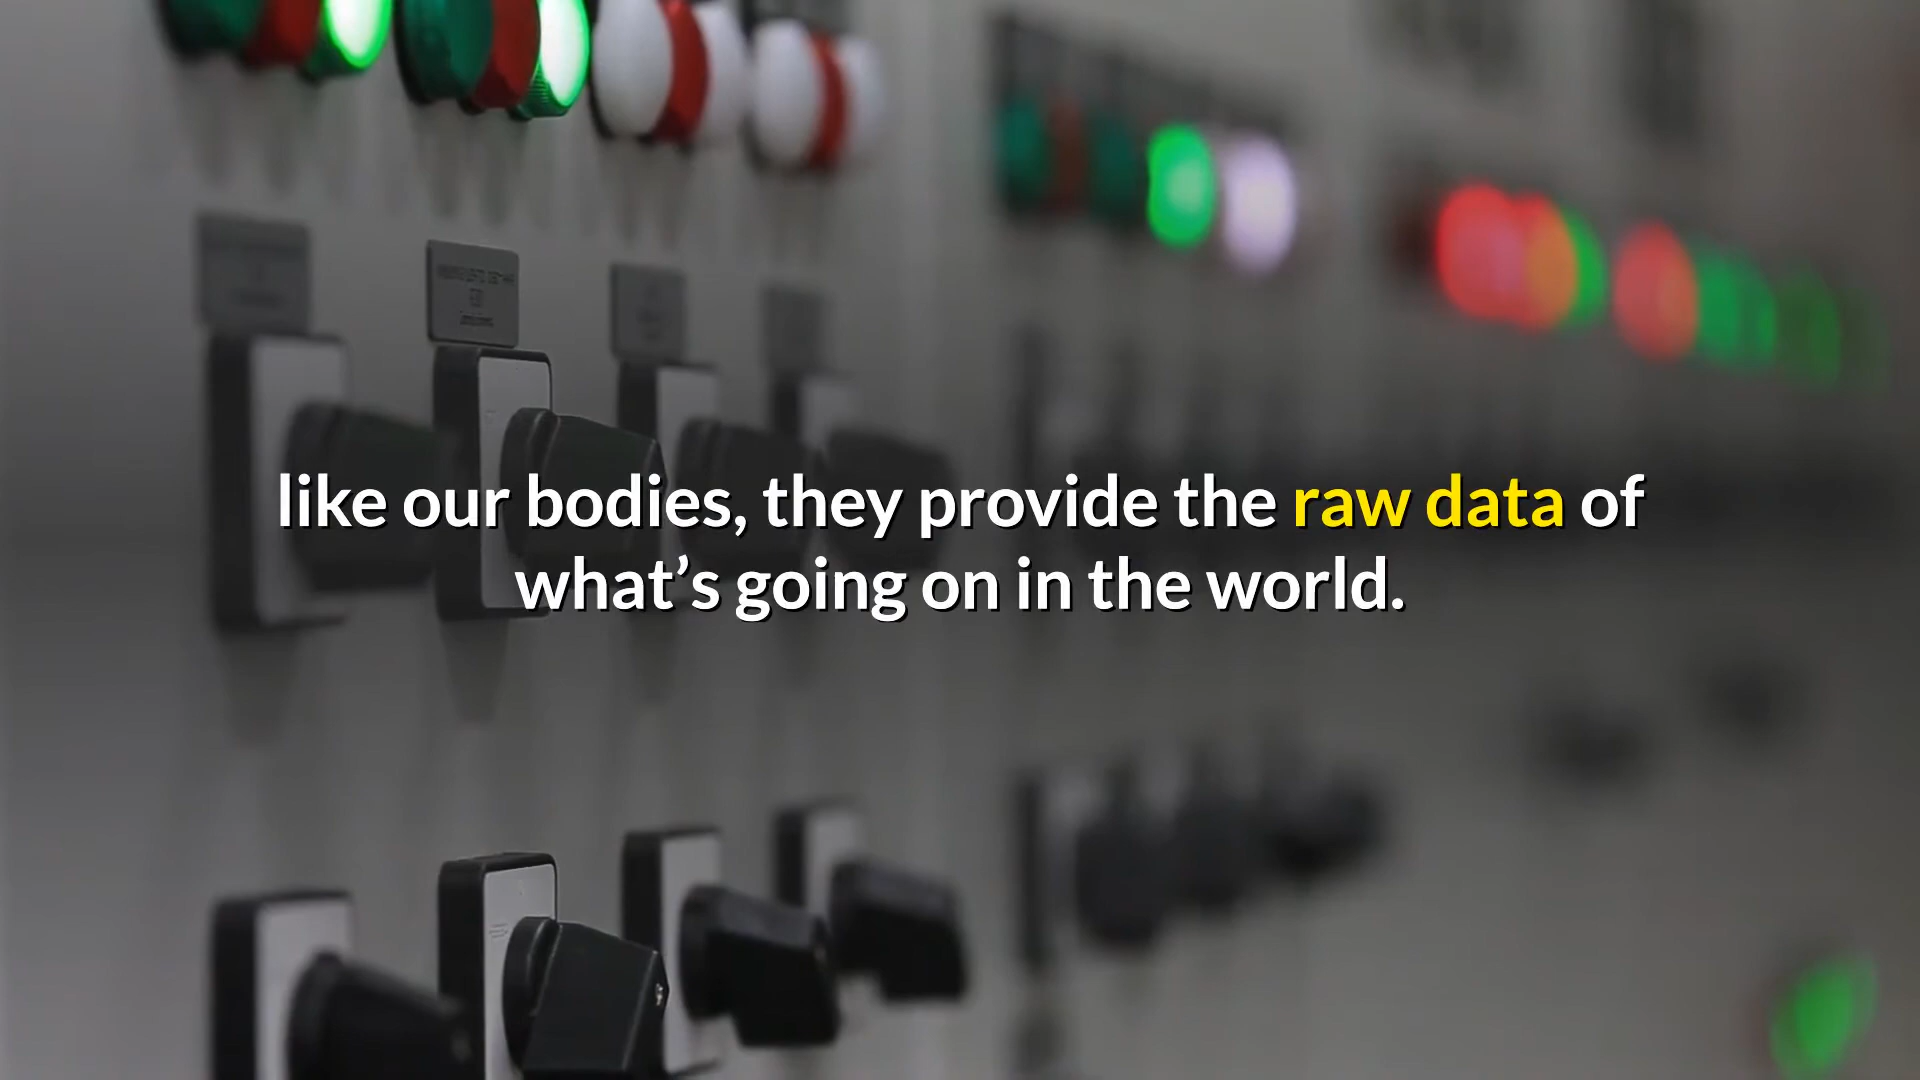 like our bodies, they provide the raw data of
what’s going on in the world.